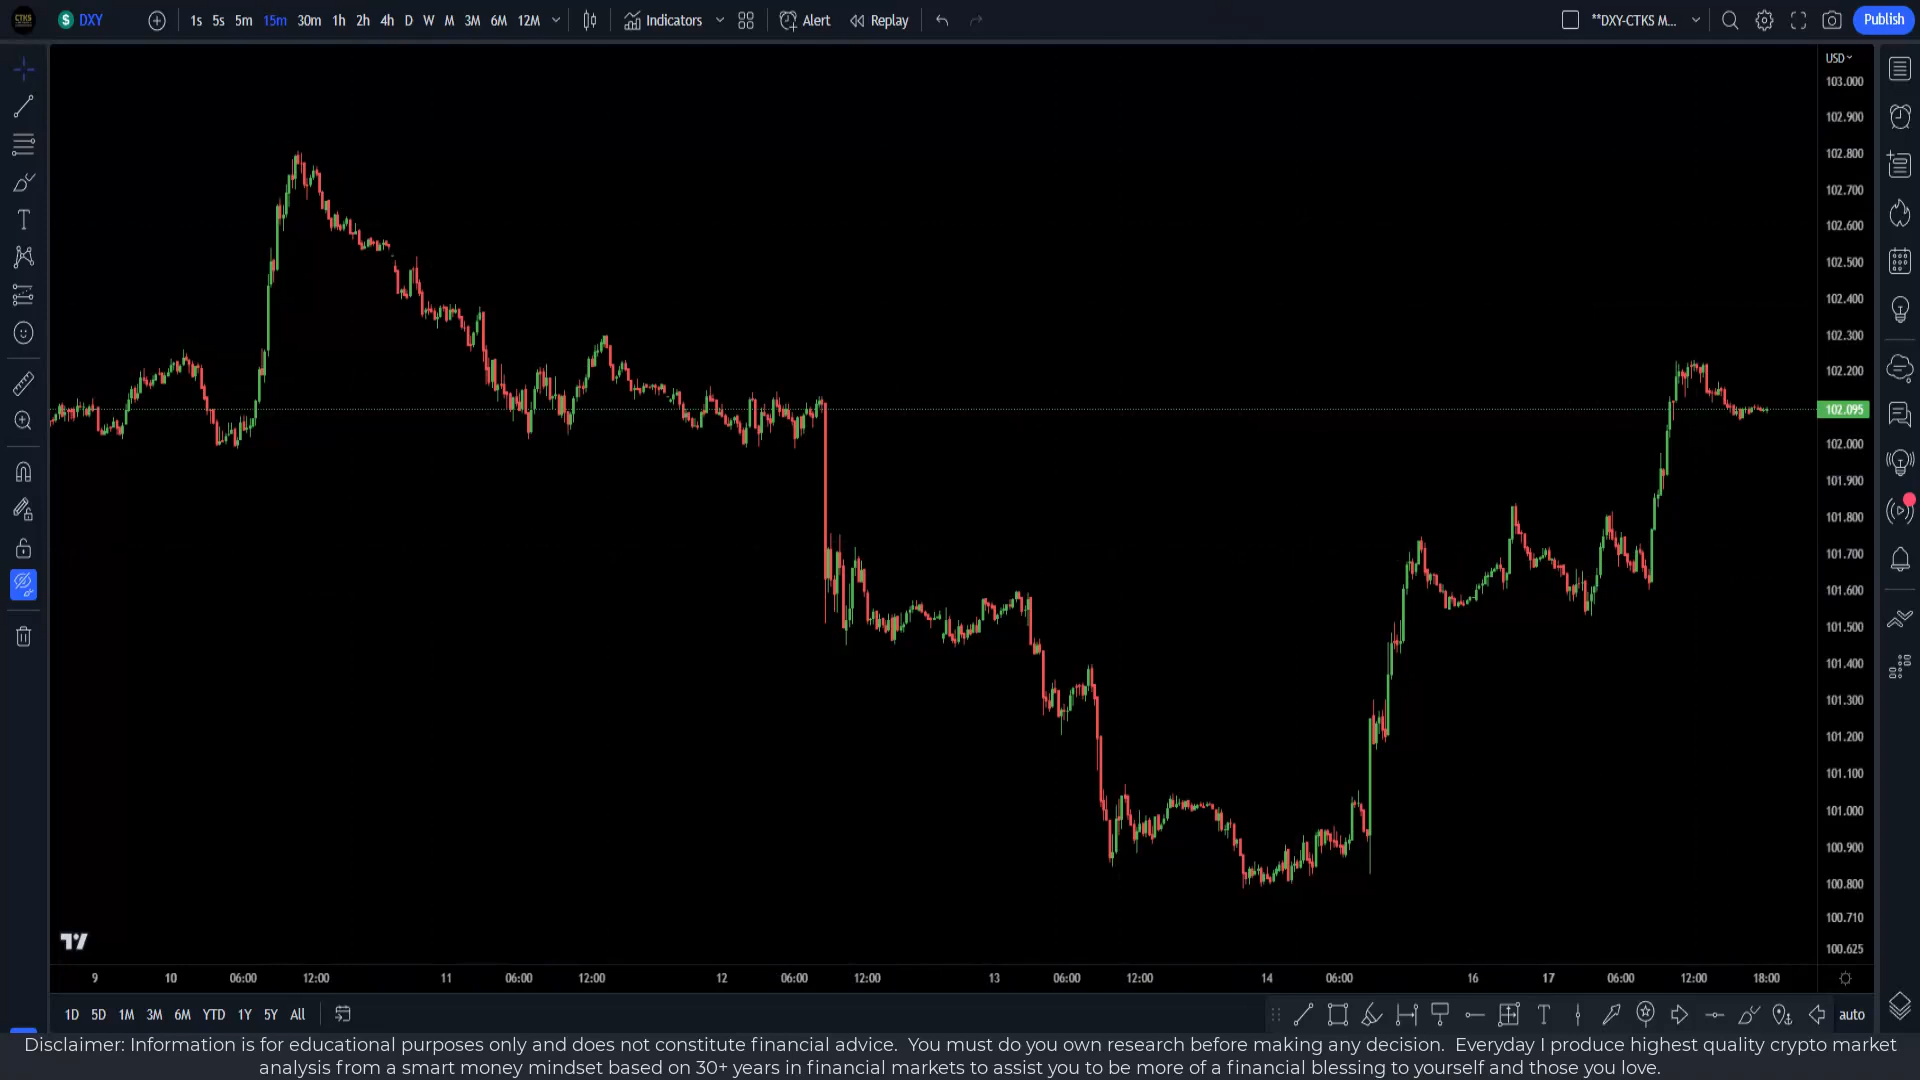 CTKS
$ DXY
1s 5s 5m 15m 30m 1h 2h 4h D W M 3M 6M 12M
Indicators
Alert
Replay
**DXY-CTKS M...
Publish
USD
103.000
102.900
102.800
102.700
102.600
102.500
102.400
102.300
102.200
102.095
102.000
101.900
101.800
101.700
101.600
101.500
101.400
101.300
101.200
101.100
101.000
100.900
100.800
100.710
100.625
9 10 06:00 12:00 11 06:00 12:00 12 06:00 12:00 13 06:00 12:00 14 06:00 16 17 06:00 12:00 18:00
1D 5D 1M 3M 6M YTD 1Y 5Y All
auto
Disclaimer: Information is for educational purposes only and does not constitute financial advice. You must do you own research before making any decision. Everyday I produce highest quality crypto market
analysis from a smart money mindset based on 30+ years in financial markets to assist you to be more of a financial blessing to yourself and those you love.